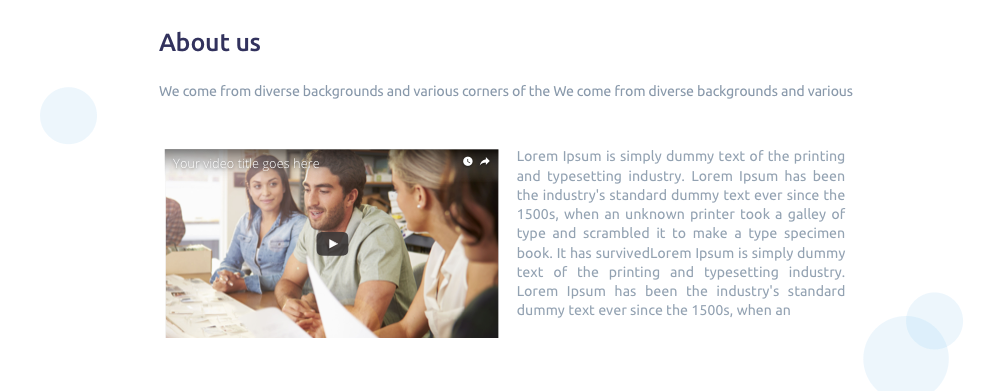 About us
We come from diverse backgrounds and various corners of the We come from diverse backgrounds and various
Your video title goes here
Lorem Ipsum is simply dummy text of the printing
and typesetting industry. Lorem Ipsum has been
the industry's standard dummy text ever since the
1500s, when an unknown printer took a galley of
type and scrambled it to make a type specimen
book. It has survivedLorem Ipsum is simply dummy
text of the printing and typesetting industry.
Lorem Ipsum has been the industry's standard
dummy text ever since the 1500s, when an